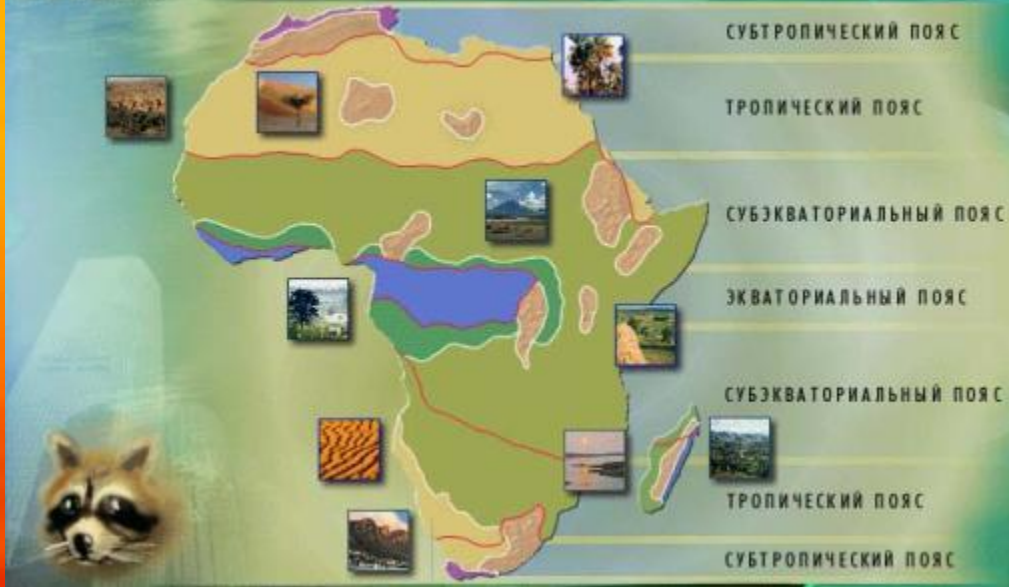 СУБТРОПИЧЕСКИЙ ПОЯС
ТРОПИЧЕСКИЙ ПОЯС
СУБЭКВАТОРИАЛЬНЫЙ ПОЯС
ЭКВАТОРИАЛЬНЫЙ ПОЯС
СУБЭКВАТОРИАЛЬНЫЙ ПОЯС
ТРОПИЧЕСКИЙ ПОЯС
СУБТРОПИЧЕСКИЙ ПОЯС